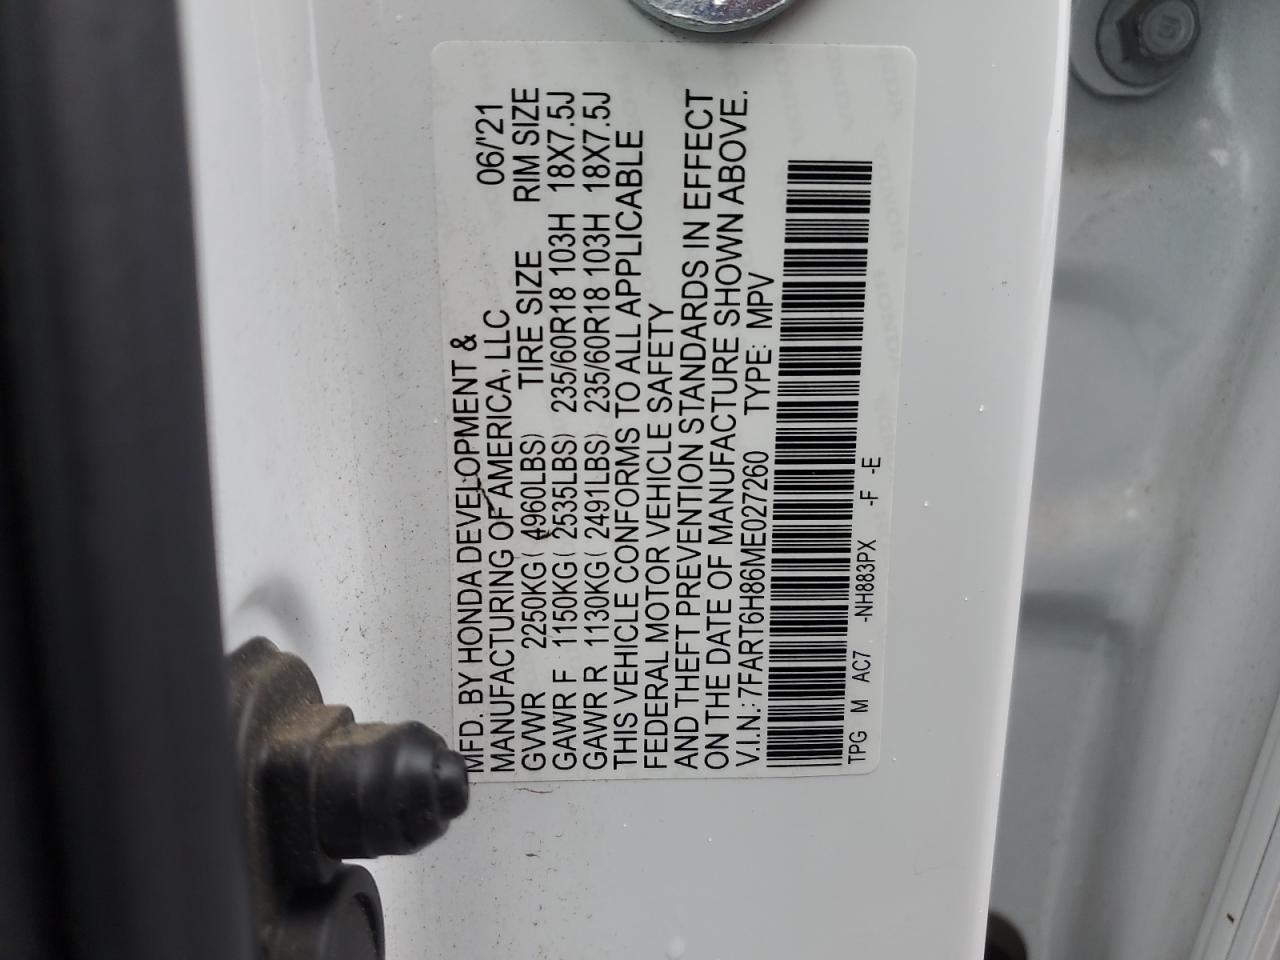 MFD. BY HONDA DEVELOPMENT &
MANUFACTURING OF AMERICA, LLC 06/'21
GVWR 2250KG( 4960LBS) TIRE SIZE RIM SIZE
GAWR F 1150KG( 2535LBS) 235/60R18 103H 18X7.5J
GAWR R 1130KG( 2491LBS) 235/60R18 103H 18X7.5J
THIS VEHICLE CONFORMS TO ALL APPLICABLE
FEDERAL MOTOR VEHICLE SAFETY
AND THEFT PREVENTION STANDARDS IN EFFECT
ON THE DATE OF MANUFACTURE SHOWN ABOVE.
V.I.N.: 7FART6H86ME027260 TYPE: MPV
TPG M AC7 -NH883PX -F -E